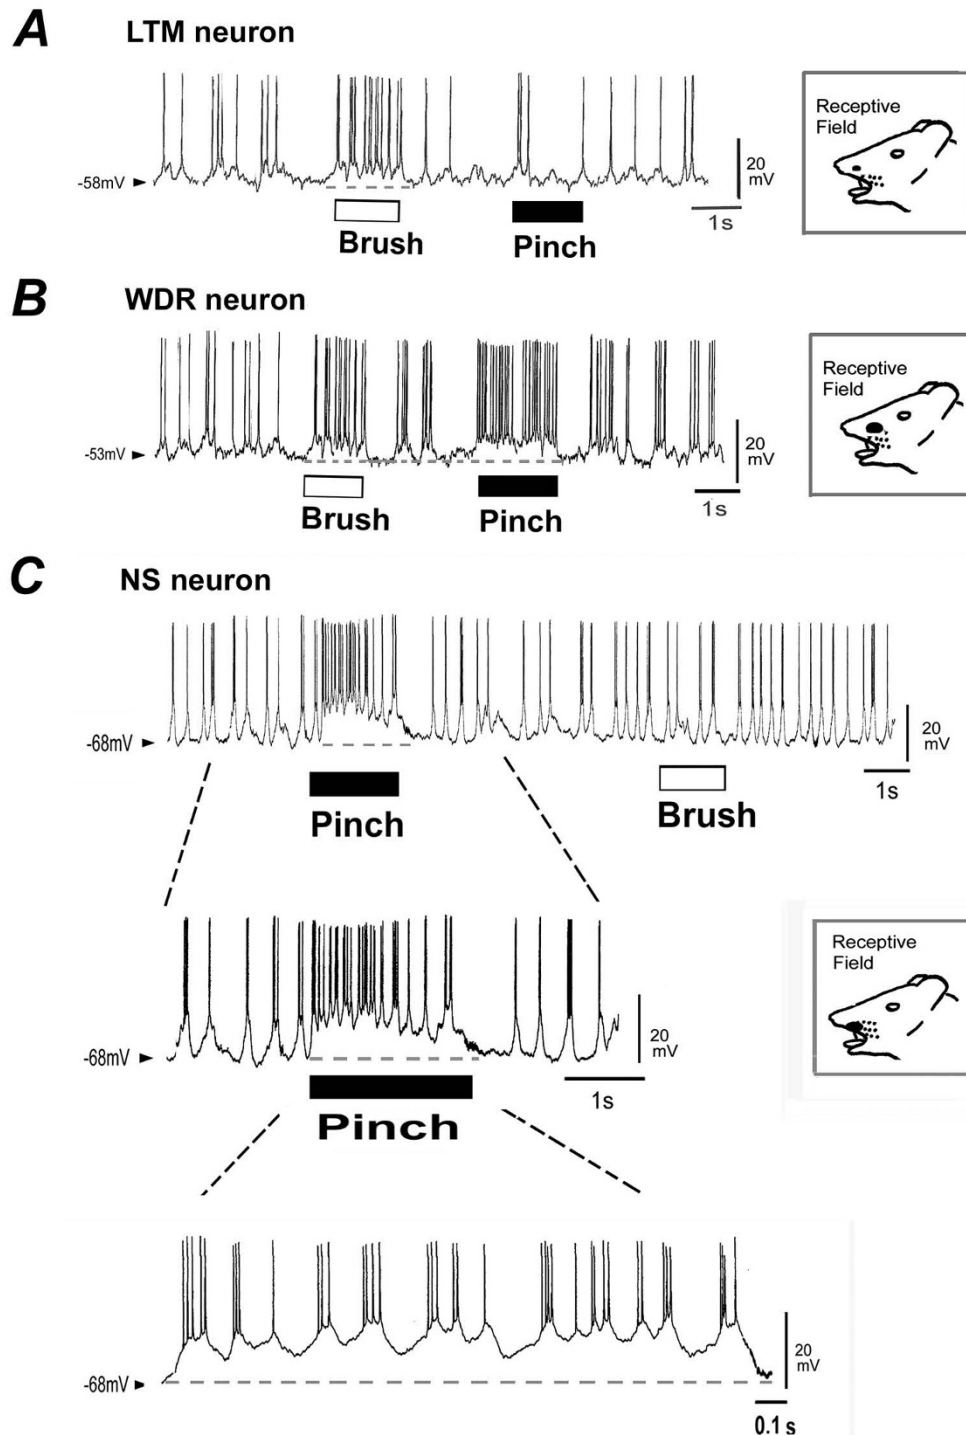 A LTM neuron
Receptive
Field
-58mV
20
mV
1s
Brush
Pinch
B WDR neuron
Receptive
Field
-53mV
20
mV
1s
Brush
Pinch
C NS neuron
-68mV
20
mV
1s
Pinch
Brush
Receptive
Field
-68mV
20
mV
1s
Pinch
-68mV
20
mV
0.1 s